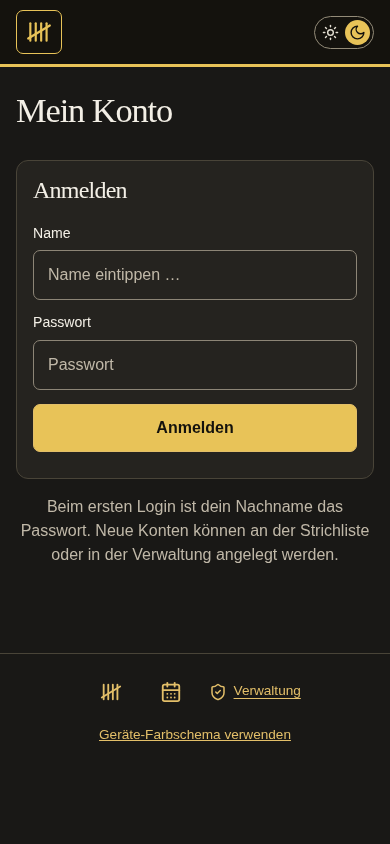 Mein Konto
Anmelden
Name
Name eintippen …
Passwort
Passwort
Anmelden
Beim ersten Login ist dein Nachname das
Passwort. Neue Konten können an der Strichliste
oder in der Verwaltung angelegt werden.
Verwaltung
Geräte-Farbschema verwenden